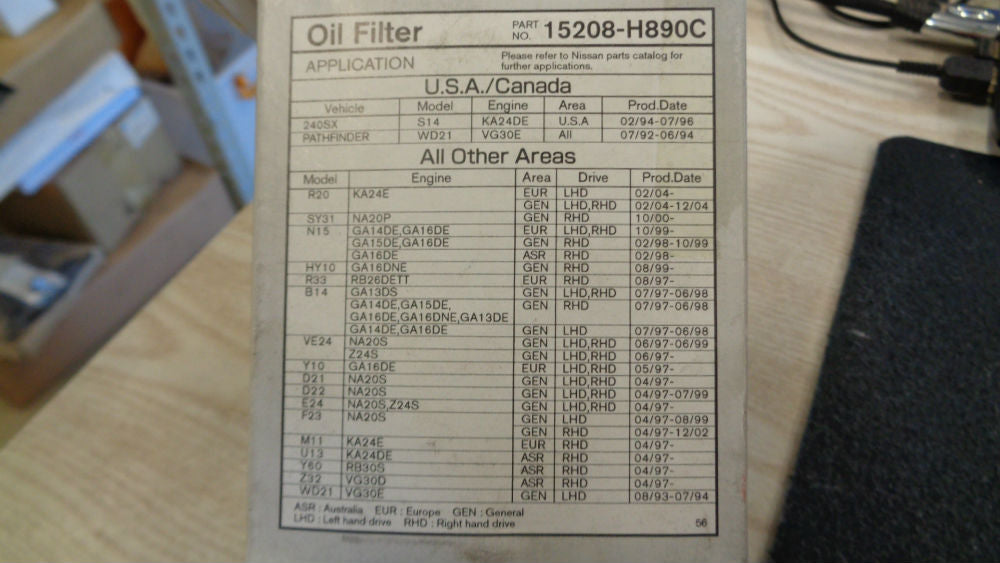 Oil Filter PART NO. 15208-H890C
APPLICATION Please refer to Nissan parts catalog for further applications.
U.S.A./Canada
Vehicle Model Engine Area Prod.Date
240SX S14 KA24DE U.S.A 02/94-07/96
PATHFINDER WD21 VG30E All 07/92-06/94
All Other Areas
Model Engine Area Drive Prod.Date
R20 KA24E EUR LHD 02/04-
GEN LHD,RHD 02/04-12/04
SY31 NA20P GEN RHD 10/00-
N15 GA14DE,GA16DE EUR LHD,RHD 10/99-
GA15DE,GA16DE GEN RHD 02/98-10/99
GA16DE ASR RHD 02/98-
HY10 GA16DNE GEN RHD 08/99-
R33 RB26DETT EUR RHD 08/97-
B14 GA13DS GEN LHD,RHD 07/97-06/98
GA14DE,GA15DE, GEN RHD 07/97-06/98
GA16DE,GA16DNE,GA13DE
GA14DE,GA16DE GEN LHD 07/97-06/98
VE24 NA20S GEN LHD,RHD 06/97-06/99
Z24S GEN LHD,RHD 06/97-
Y10 GA16DE EUR LHD,RHD 05/97-
D21 NA20S GEN LHD,RHD 04/97-
D22 NA20S GEN LHD,RHD 04/97-07/99
E24 NA20S,Z24S GEN LHD,RHD 04/97-
F23 NA20S GEN LHD 04/97-08/99
GEN RHD 04/97-12/02
M11 KA24E EUR RHD 04/97-
U13 KA24DE ASR RHD 04/97-
Y60 RB30S ASR RHD 04/97-
Z32 VG30D ASR RHD 04/97-
WD21 VG30E GEN LHD 08/93-07/94
ASR : Australia EUR : Europe GEN : General
LHD : Left hand drive RHD : Right hand drive 56